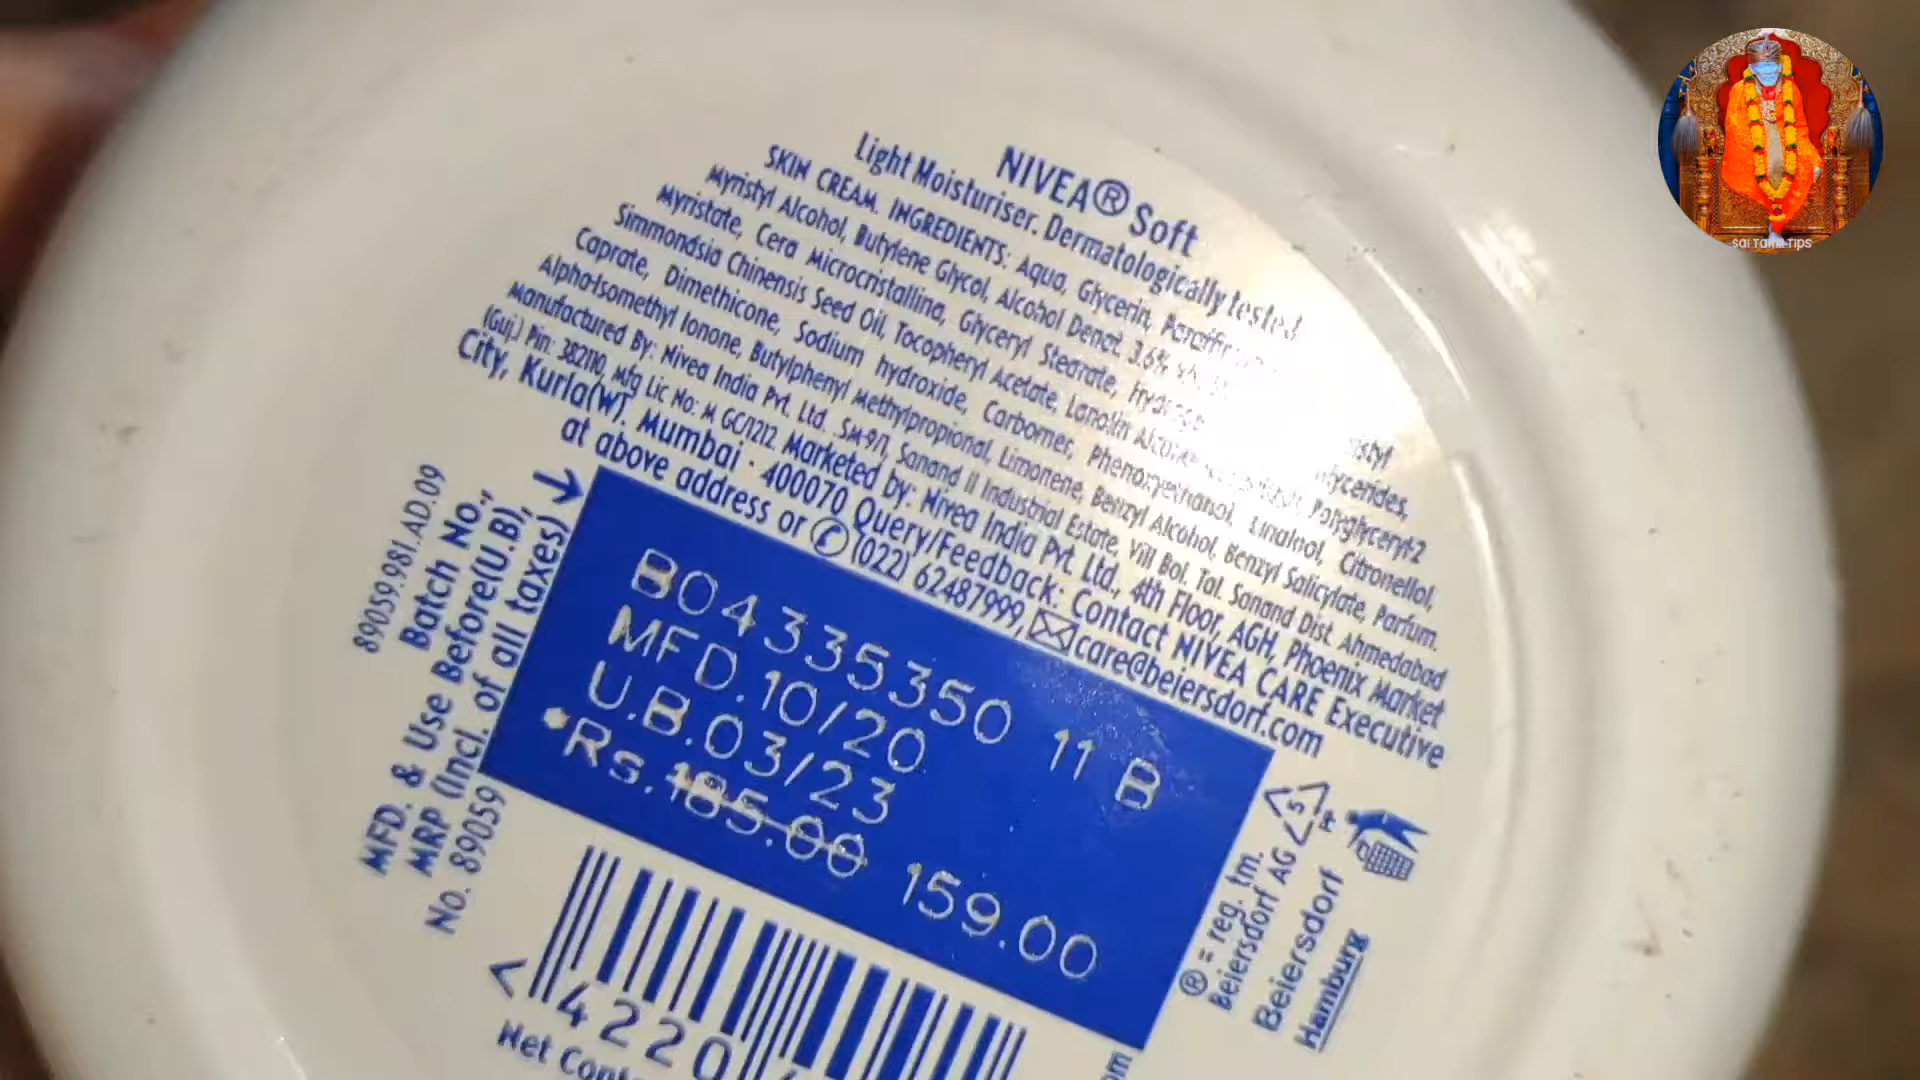 NIVEA® Soft
Light Moisturiser. Dermatologically tested
SKIN CREAM. INGREDIENTS: Aqua, Glycerin,
Myristyl Alcohol, Butylene Glycol, Alcohol Denat. 3.6%
Myristate, Cera Microcristallina, Glyceryl Stearate,
Simmondsia Chinensis Seed Oil, Tocopheryl Acetate, Lanolin
Caprate, Dimethicone, Sodium hydroxide, Carbomer, Phenoxyethanol, Linalool, Citronellol,
Alpha-Isomethyl Ionone, Butylphenyl Methylpropional, Limonene, Benzyl Alcohol, Benzyl Salicylate, Parfum.
Manufactured By: Nivea India Pvt. Ltd. SM-9/1, Sanand II Industrial Estate, Vill Bol. Tal. Sanand Dist. Ahmedabad
(Guj.) Pin: 382110, Mfg Lic No: M GC/1212 Marketed by: Nivea India Pvt Ltd., 4th Floor, AGH, Phoenix Market
City, Kurla(W), Mumbai - 400070 Query/Feedback: Contact NIVEA CARE Executive
at above address or ✆ (022) 62487999, ✉care@beiersdorf.com
89059.981.AD.09
Batch No.,
MFD. & Use Before(U.B),
MRP (Incl. of all taxes)
No. 89059
B04335350 11 B
MFD.10/20
U.B.03/23
•Rs.185.00 159.00
® = reg. tm.
Beiersdorf AG
Beiersdorf
Hamburg
5
<4220
Net
sai Tamil Tips